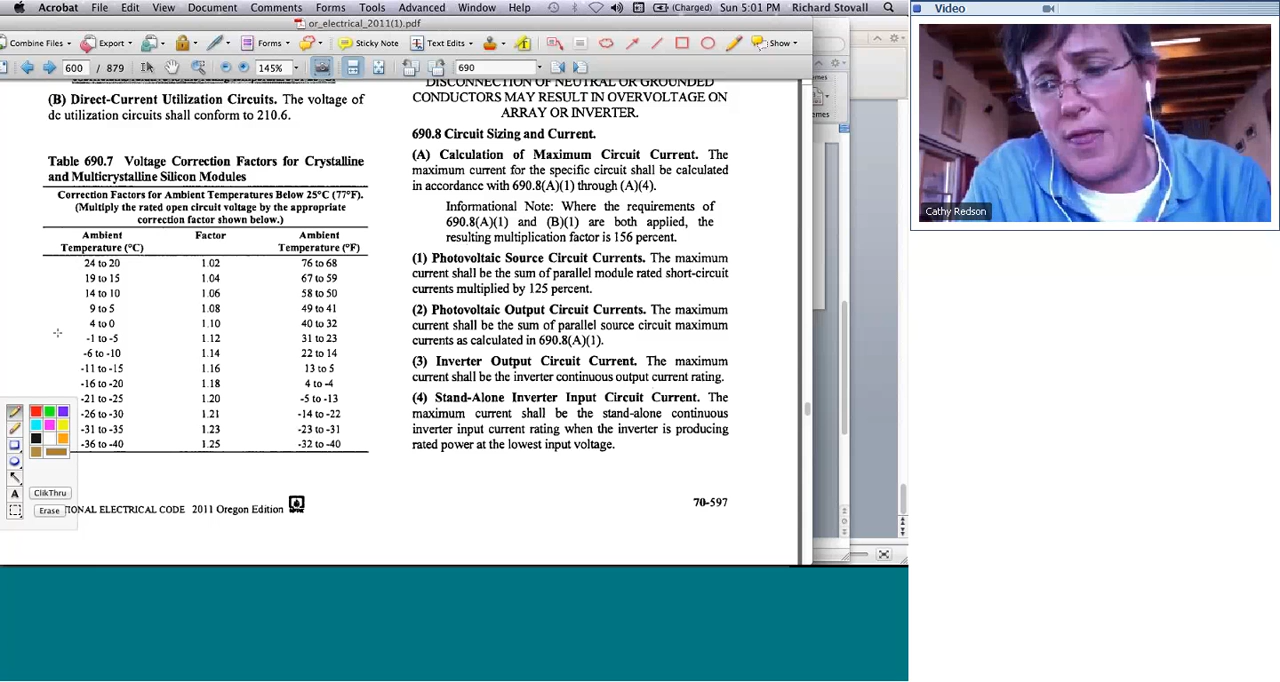 Acrobat File Edit View Document Comments Forms Tools Advanced Window Help (Charged) Sun 5:01 PM Richard Stovall
or_electrical_2011(1).pdf
Combine Files Export Forms Sticky Note Text Edits Show
600 / 879 145% 690
(B) Direct-Current Utilization Circuits. The voltage of
dc utilization circuits shall conform to 210.6.
Table 690.7 Voltage Correction Factors for Crystalline
and Multicrystalline Silicon Modules
Correction Factors for Ambient Temperatures Below 25°C (77°F).
(Multiply the rated open circuit voltage by the appropriate
correction factor shown below.)
Ambient Factor Ambient
Temperature (°C) Temperature (°F)
24 to 20 1.02 76 to 68
19 to 15 1.04 67 to 59
14 to 10 1.06 58 to 50
9 to 5 1.08 49 to 41
4 to 0 1.10 40 to 32
-1 to -5 1.12 31 to 23
-6 to -10 1.14 22 to 14
-11 to -15 1.16 13 to 5
-16 to -20 1.18 4 to -4
-21 to -25 1.20 -5 to -13
-26 to -30 1.21 -14 to -22
-31 to -35 1.23 -23 to -31
-36 to -40 1.25 -32 to -40
A
ClikThru
Erase
IONAL ELECTRICAL CODE 2011 Oregon Edition
DISCONNECTION OF NEUTRAL OR GROUNDED
CONDUCTORS MAY RESULT IN OVERVOLTAGE ON
ARRAY OR INVERTER.
690.8 Circuit Sizing and Current.
(A) Calculation of Maximum Circuit Current. The
maximum current for the specific circuit shall be calculated
in accordance with 690.8(A)(1) through (A)(4).
Informational Note: Where the requirements of
690.8(A)(1) and (B)(1) are both applied, the
resulting multiplication factor is 156 percent.
(1) Photovoltaic Source Circuit Currents. The maximum
current shall be the sum of parallel module rated short-circuit
currents multiplied by 125 percent.
(2) Photovoltaic Output Circuit Currents. The maximum
current shall be the sum of parallel source circuit maximum
currents as calculated in 690.8(A)(1).
(3) Inverter Output Circuit Current. The maximum
current shall be the inverter continuous output current rating.
(4) Stand-Alone Inverter Input Circuit Current. The
maximum current shall be the stand-alone continuous
inverter input current rating when the inverter is producing
rated power at the lowest input voltage.
70-597
Video
Cathy Redson